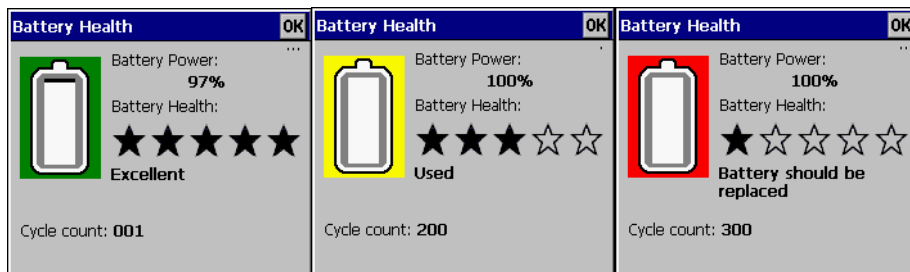 Battery Health OK
Battery Power:
97%
Battery Health:
Excellent
Cycle count: 001
Battery Health OK
Battery Power:
100%
Battery Health:
Used
Cycle count: 200
Battery Health OK
Battery Power:
100%
Battery Health:
Battery should be
replaced
Cycle count: 300